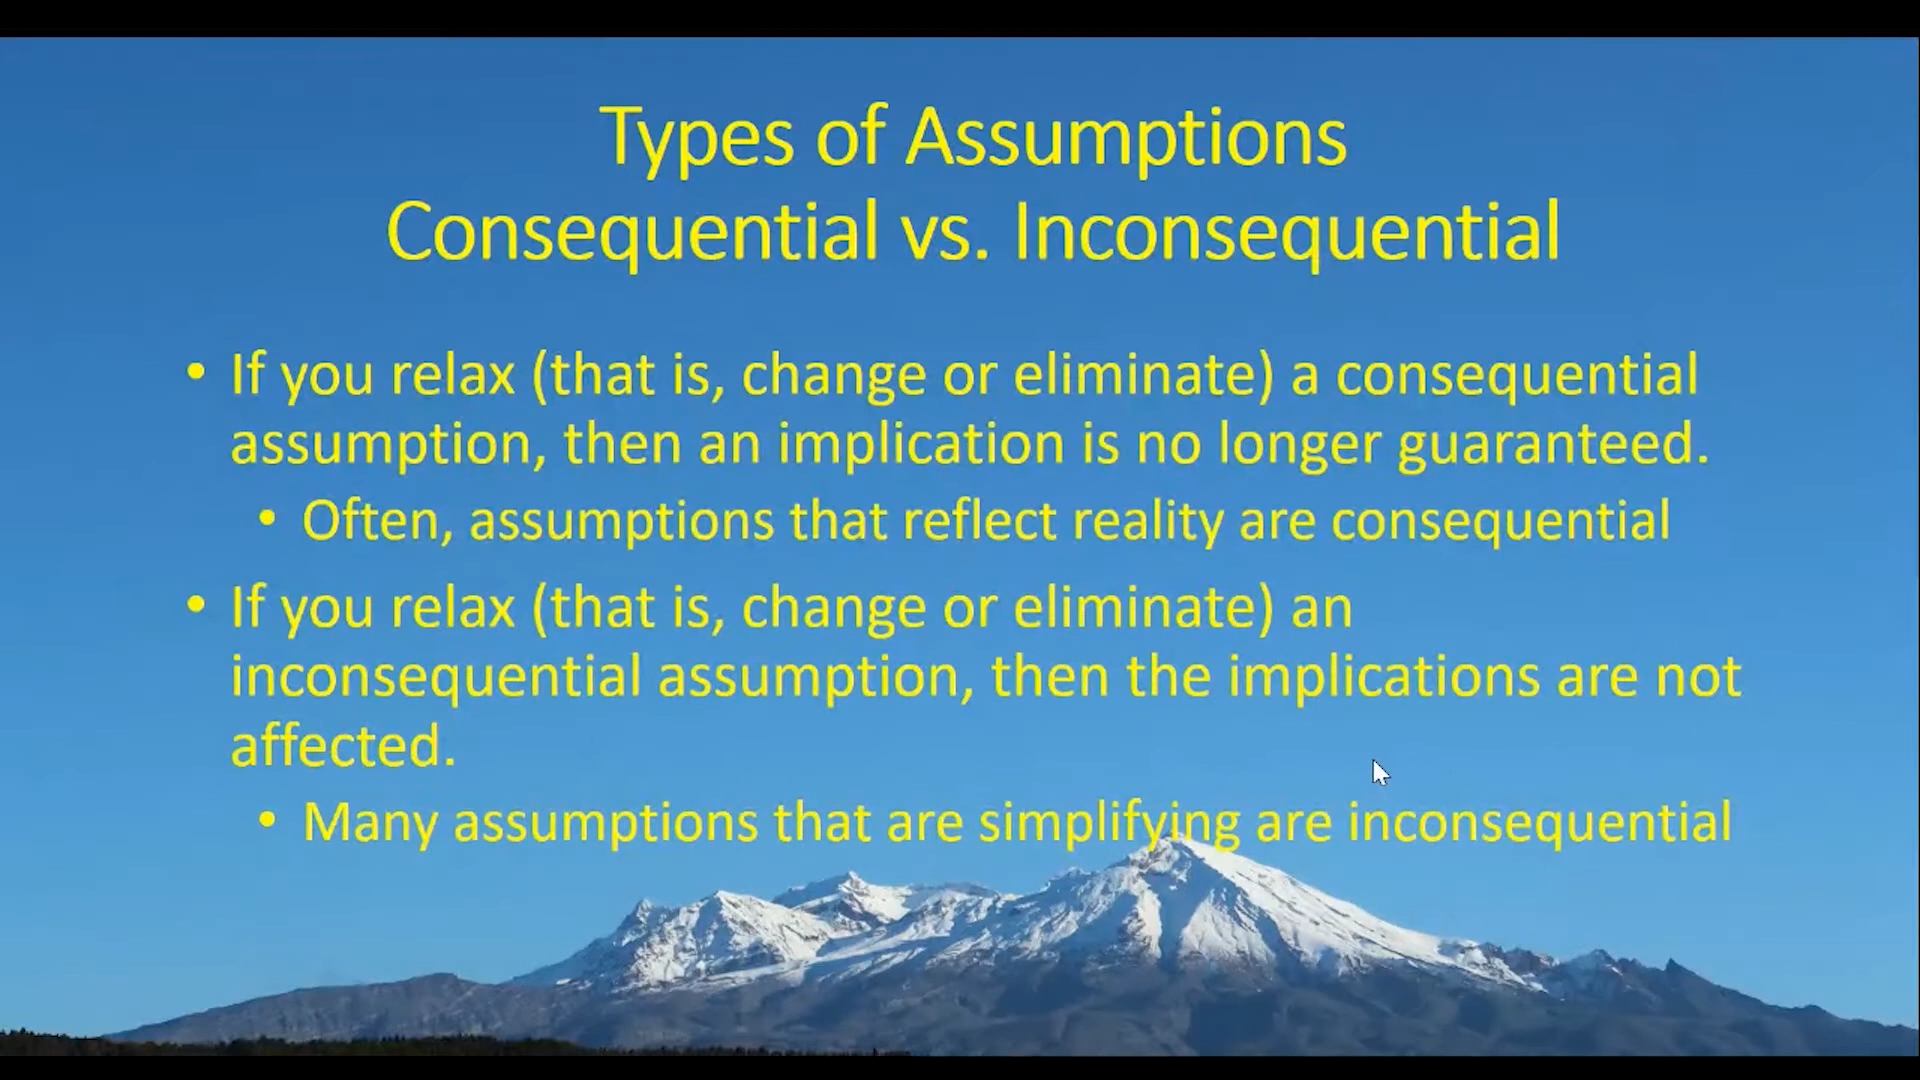 Types of Assumptions
Consequential vs. Inconsequential
• If you relax (that is, change or eliminate) a consequential
assumption, then an implication is no longer guaranteed.
• Often, assumptions that reflect reality are consequential
• If you relax (that is, change or eliminate) an
inconsequential assumption, then the implications are not
affected.
• Many assumptions that are simplifying are inconsequential